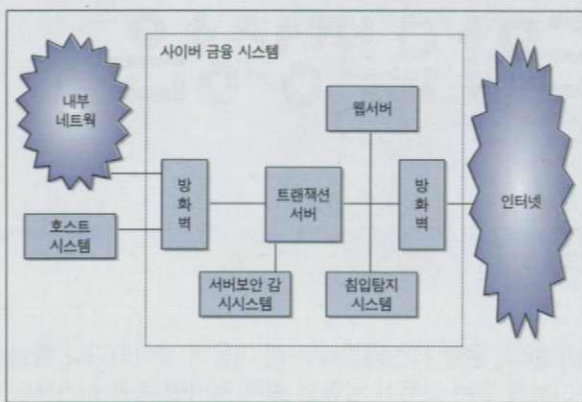 사이버 금융 시스템
내부
네트웍
웹서버
방
화
벽
트랜잭션
서버
방
화
벽
인터넷
호스트
시스템
서버보안 감
시시스템
침입탐지
시스템